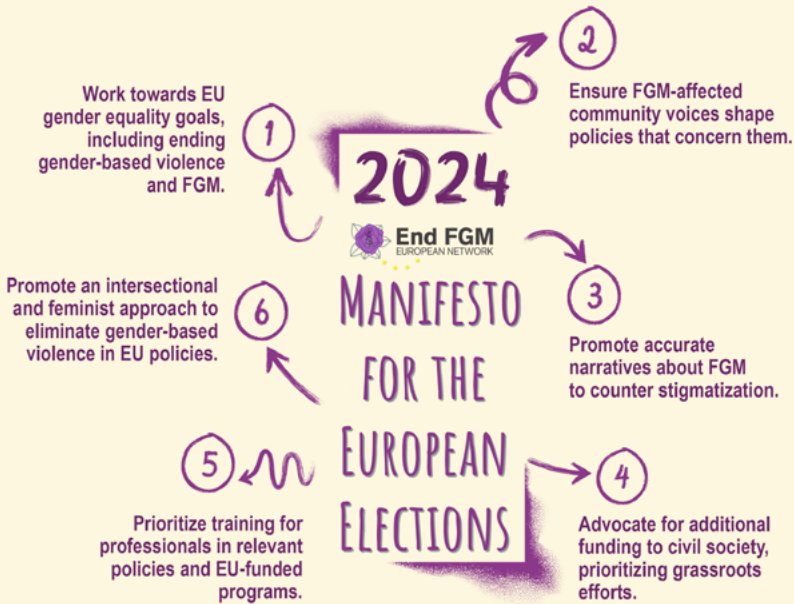 2024
End FGM
EUROPEAN NETWORK
MANIFESTO
FOR THE
EUROPEAN
ELECTIONS
1
Work towards EU
gender equality goals,
including ending
gender-based violence
and FGM.
2
Ensure FGM-affected
community voices shape
policies that concern them.
3
Promote accurate
narratives about FGM
to counter stigmatization.
4
Advocate for additional
funding to civil society,
prioritizing grassroots
efforts.
5
Prioritize training for
professionals in relevant
policies and EU-funded
programs.
6
Promote an intersectional
and feminist approach to
eliminate gender-based
violence in EU policies.